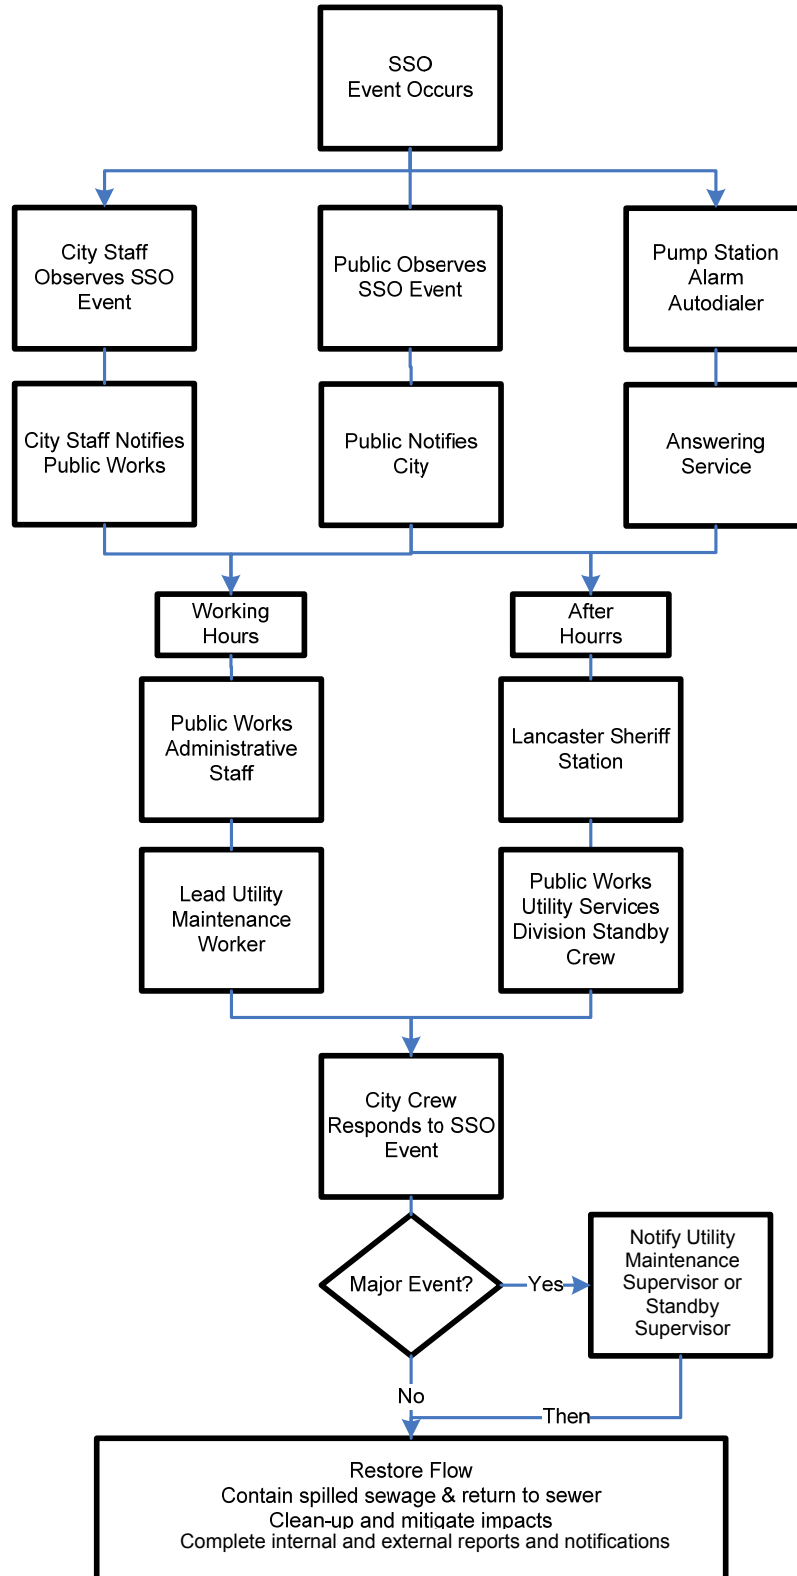 SSO
Event Occurs
City Staff
Observes SSO
Event
Public Observes
SSO Event
Pump Station
Alarm
Autodialer
City Staff Notifies
Public Works
Public Notifies
City
Answering
Service
Working
Hours
After
Hourrs
Public Works
Administrative
Staff
Lancaster Sheriff
Station
Lead Utility
Maintenance
Worker
Public Works
Utility Services
Division Standby
Crew
City Crew
Responds to SSO
Event
Major Event?
Yes
Notify Utility
Maintenance
Supervisor or
Standby
Supervisor
No
Then
Restore Flow
Contain spilled sewage & return to sewer
Clean-up and mitigate impacts
Complete internal and external reports and notifications